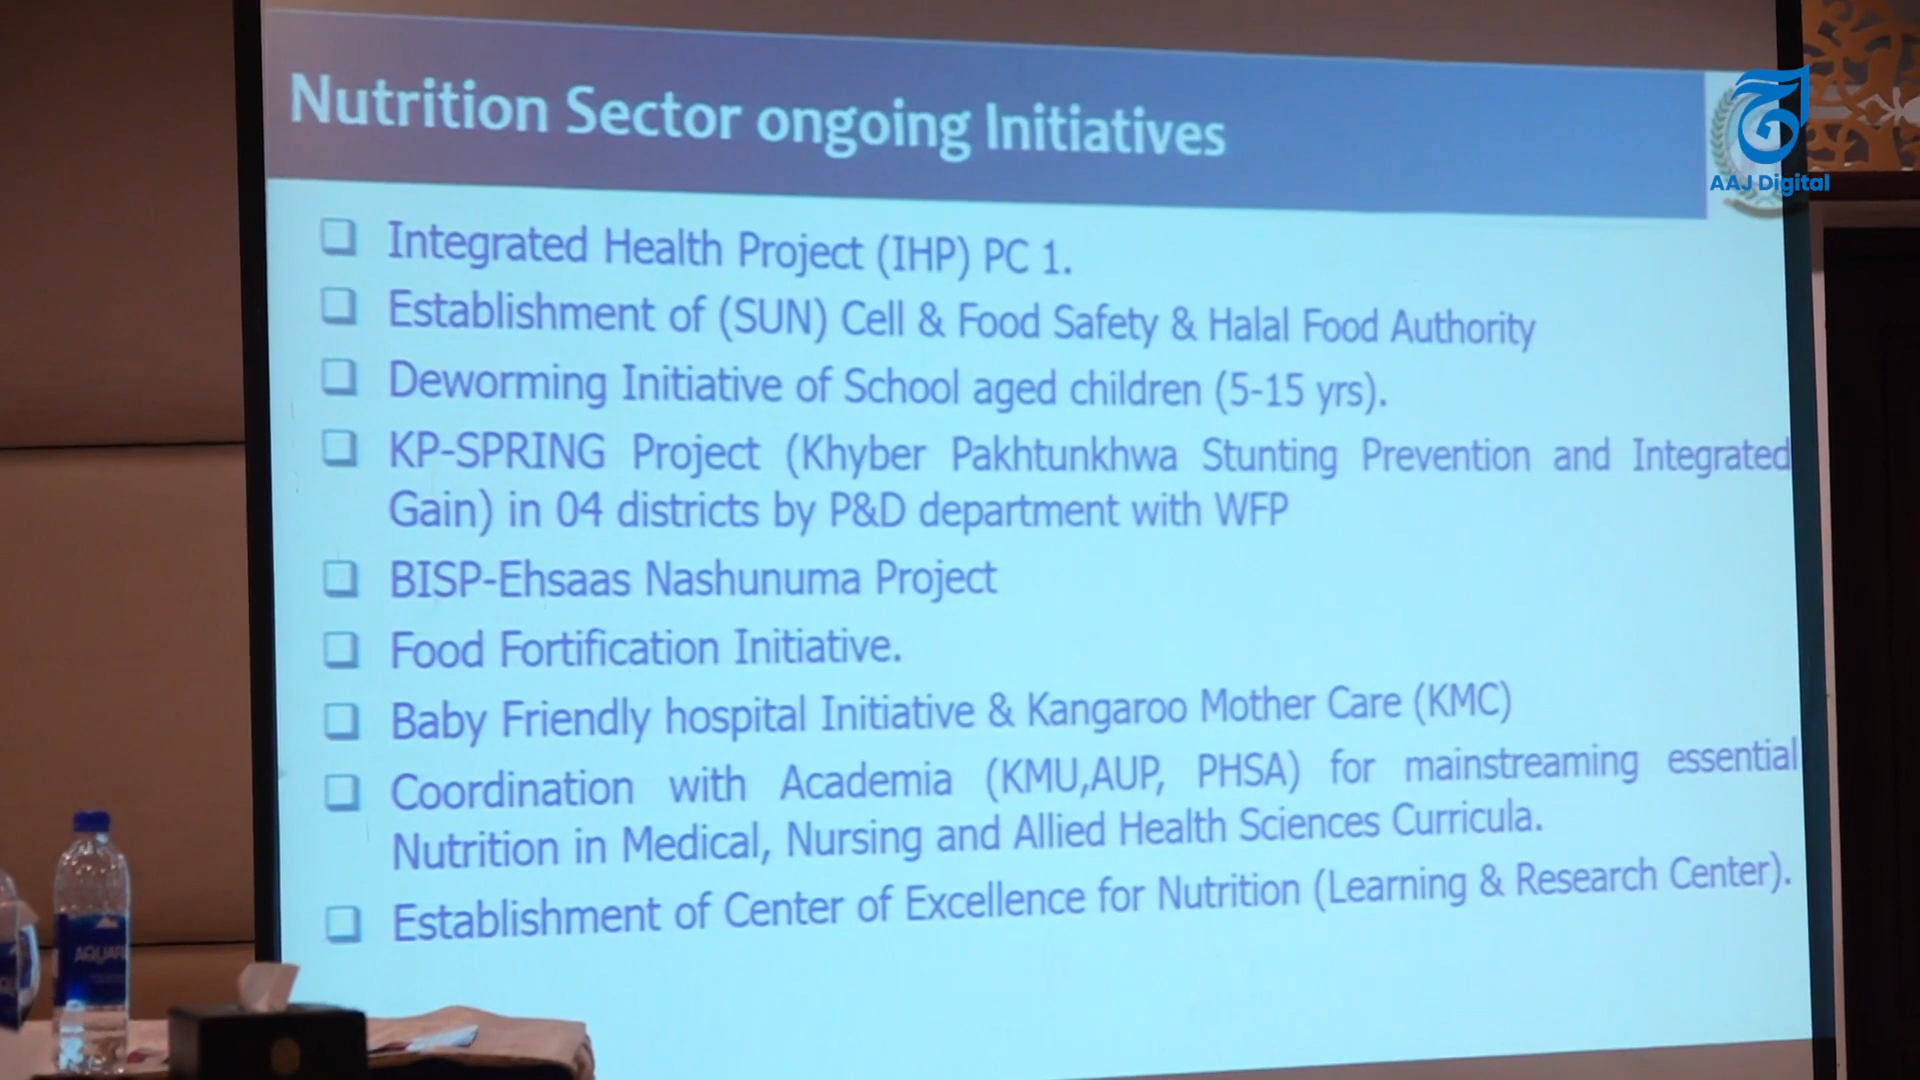 Nutrition Sector ongoing Initiatives
AAJ Digital
❑ Integrated Health Project (IHP) PC 1.
❑ Establishment of (SUN) Cell & Food Safety & Halal Food Authority
❑ Deworming Initiative of School aged children (5-15 yrs).
❑ KP-SPRING Project (Khyber Pakhtunkhwa Stunting Prevention and Integrated
Gain) in 04 districts by P&D department with WFP
❑ BISP-Ehsaas Nashunuma Project
❑ Food Fortification Initiative.
❑ Baby Friendly hospital Initiative & Kangaroo Mother Care (KMC)
❑ Coordination with Academia (KMU,AUP, PHSA) for mainstreaming essential
Nutrition in Medical, Nursing and Allied Health Sciences Curricula.
❑ Establishment of Center of Excellence for Nutrition (Learning & Research Center).